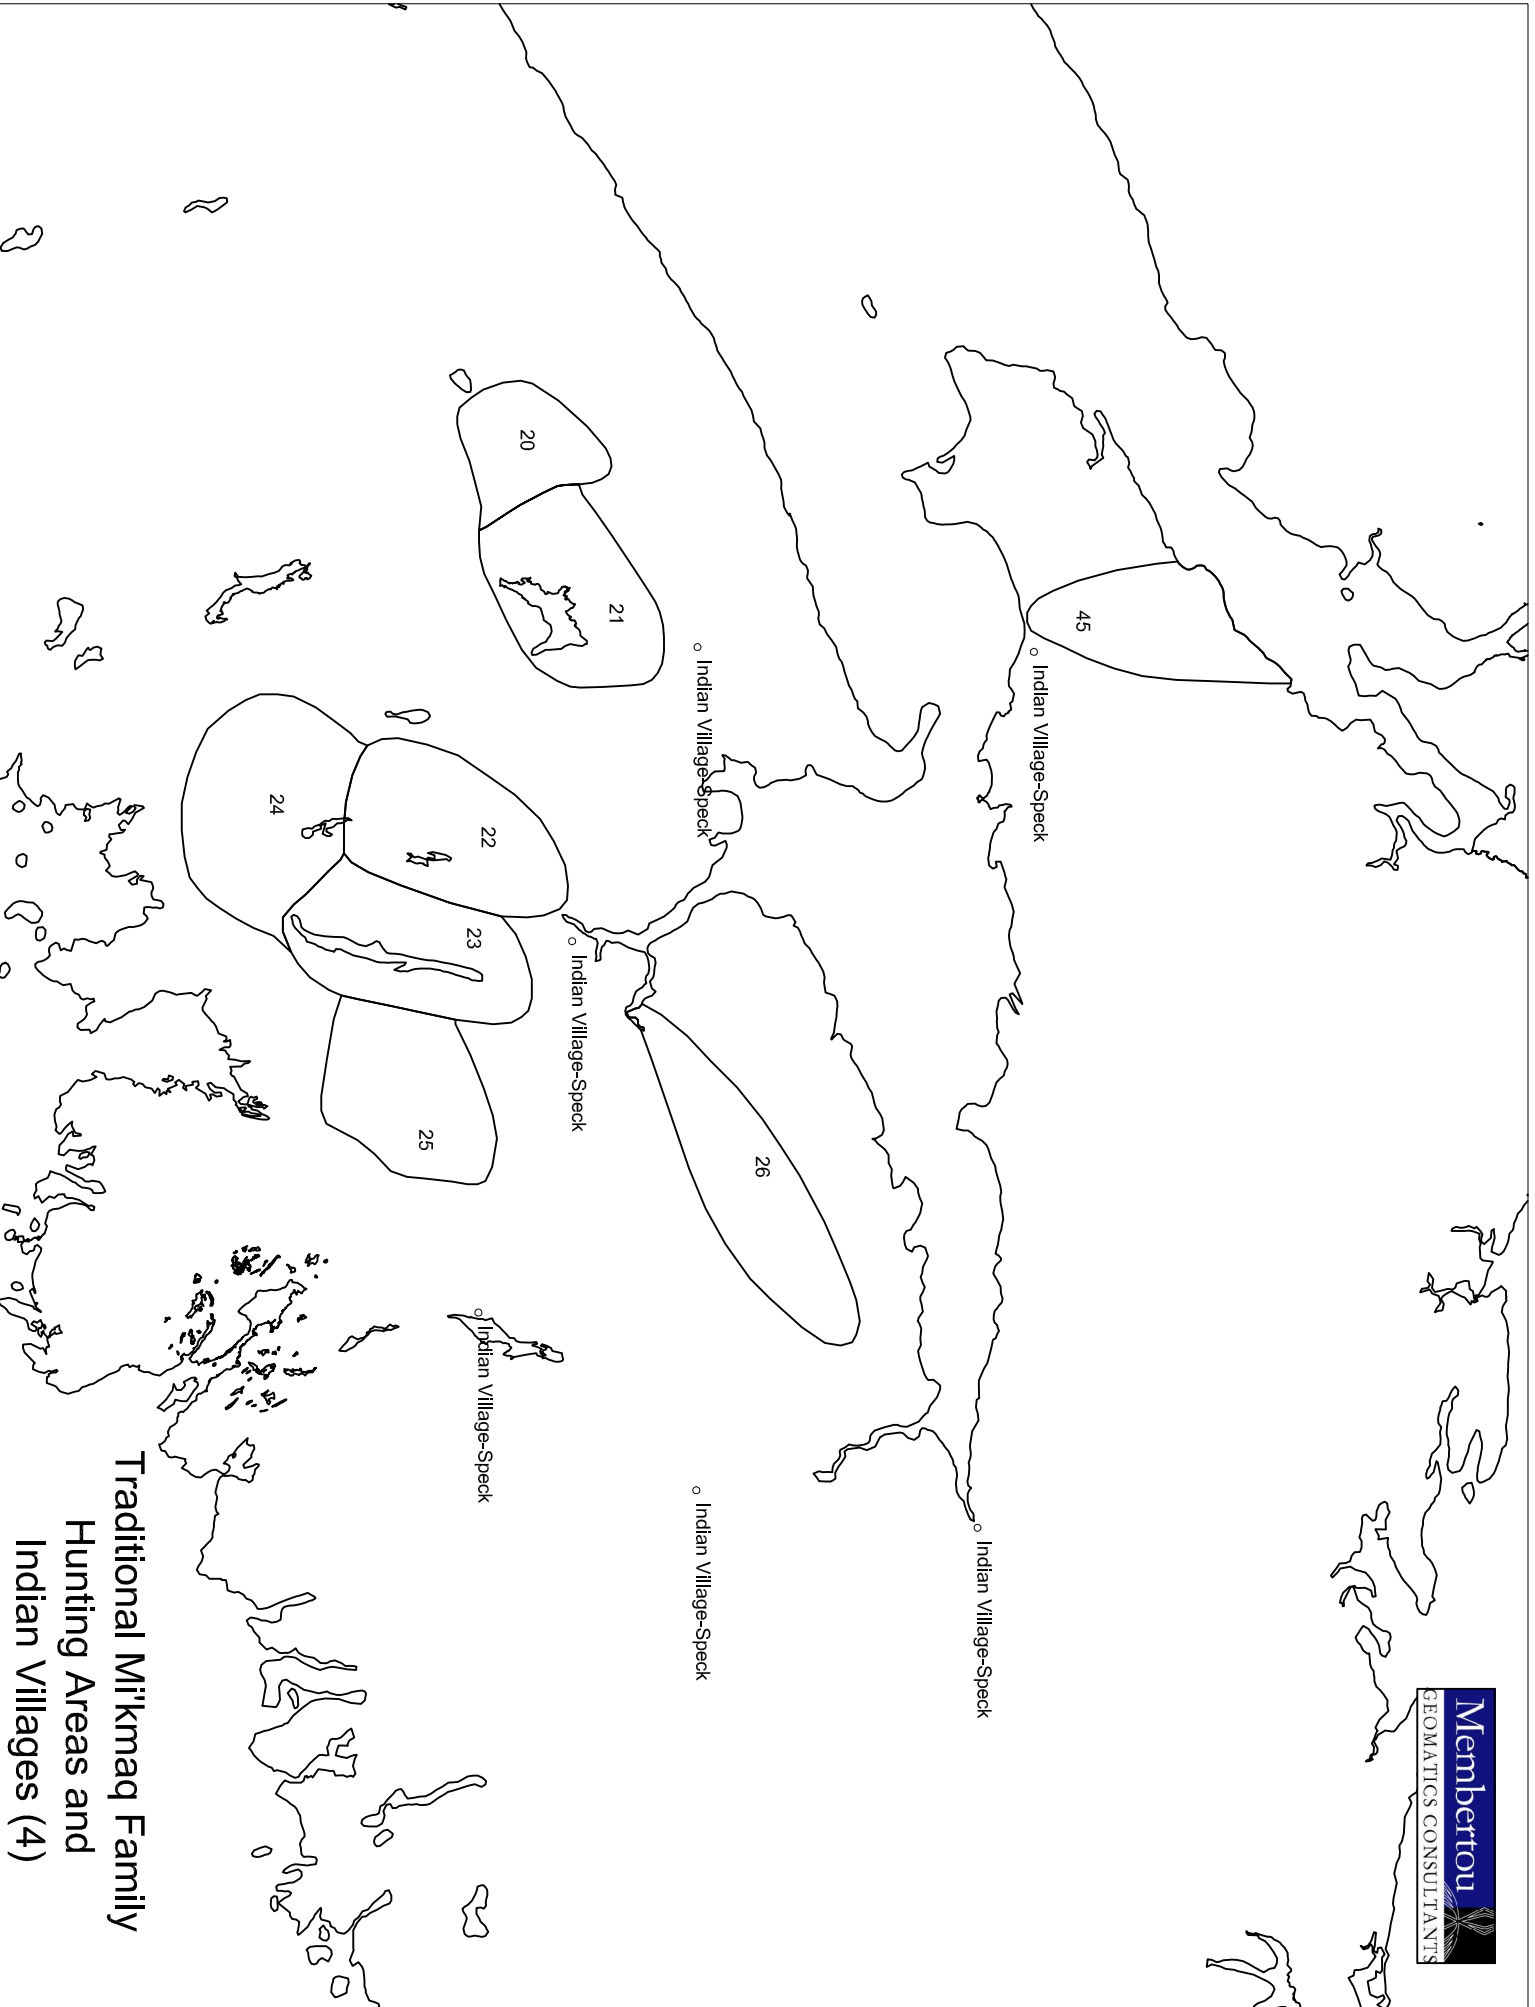 Membertou
GEOMATICS CONSULTANTS
45
Indian Village-Speck
Indian Village-Speck
26
Indian Village-Speck
Indian Village-Speck
21
20
Indian Village-Speck
22
23
Indian Village-Speck
25
24
Traditional Mi'kmaq Family
Hunting Areas and
Indian Villages (4)